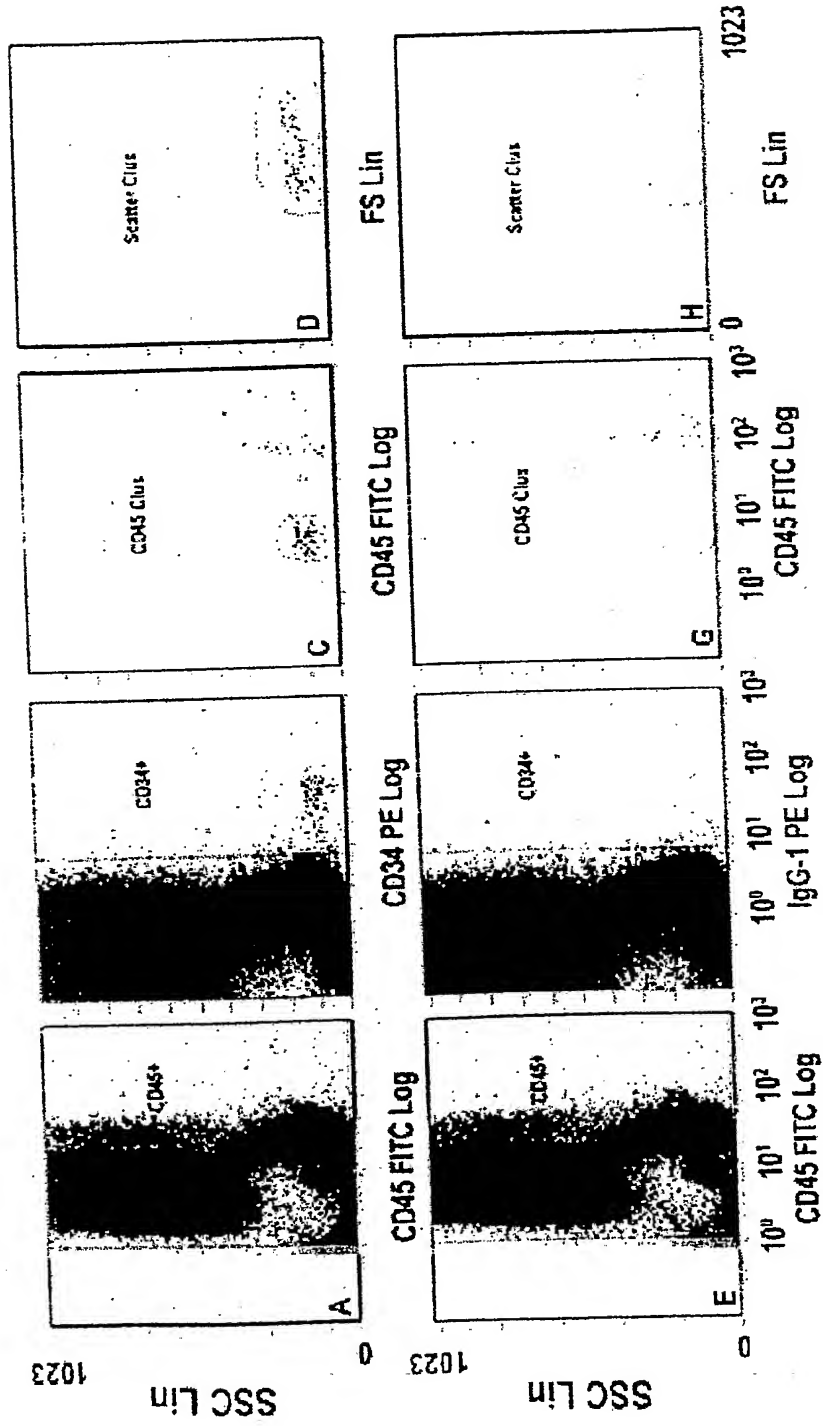 SSC Lin
1023
0
A
CD45+
CD34+
C
CD45 Clus
D
Scatter Clus
CD45 FITC Log
CD34 PE Log
CD45 FITC Log
FS Lin
SSC Lin
1023
0
E
CD45+
CD34+
G
CD45 Clus
H
Scatter Clus
10⁰ 10¹ 10² 10³
10⁰ 10¹ 10² 10³
10³ 10¹ 10² 10³
0 1023
CD45 FITC Log
IgG-1 PE Log
CD45 FITC Log
FS Lin